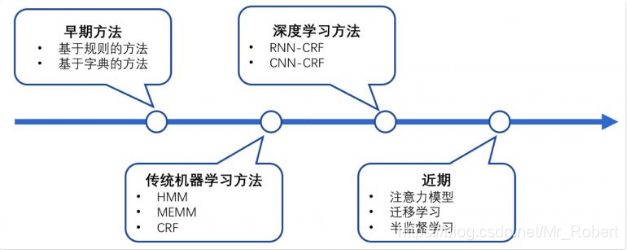 早期方法
• 基于规则的方法
• 基于字典的方法
深度学习方法
• RNN-CRF
• CNN-CRF
传统机器学习方法
• HMM
• MEMM
• CRF
近期
• 注意力模型
• 迁移学习
• 半监督学习
https://blog.csdn.net/Mr_Robert